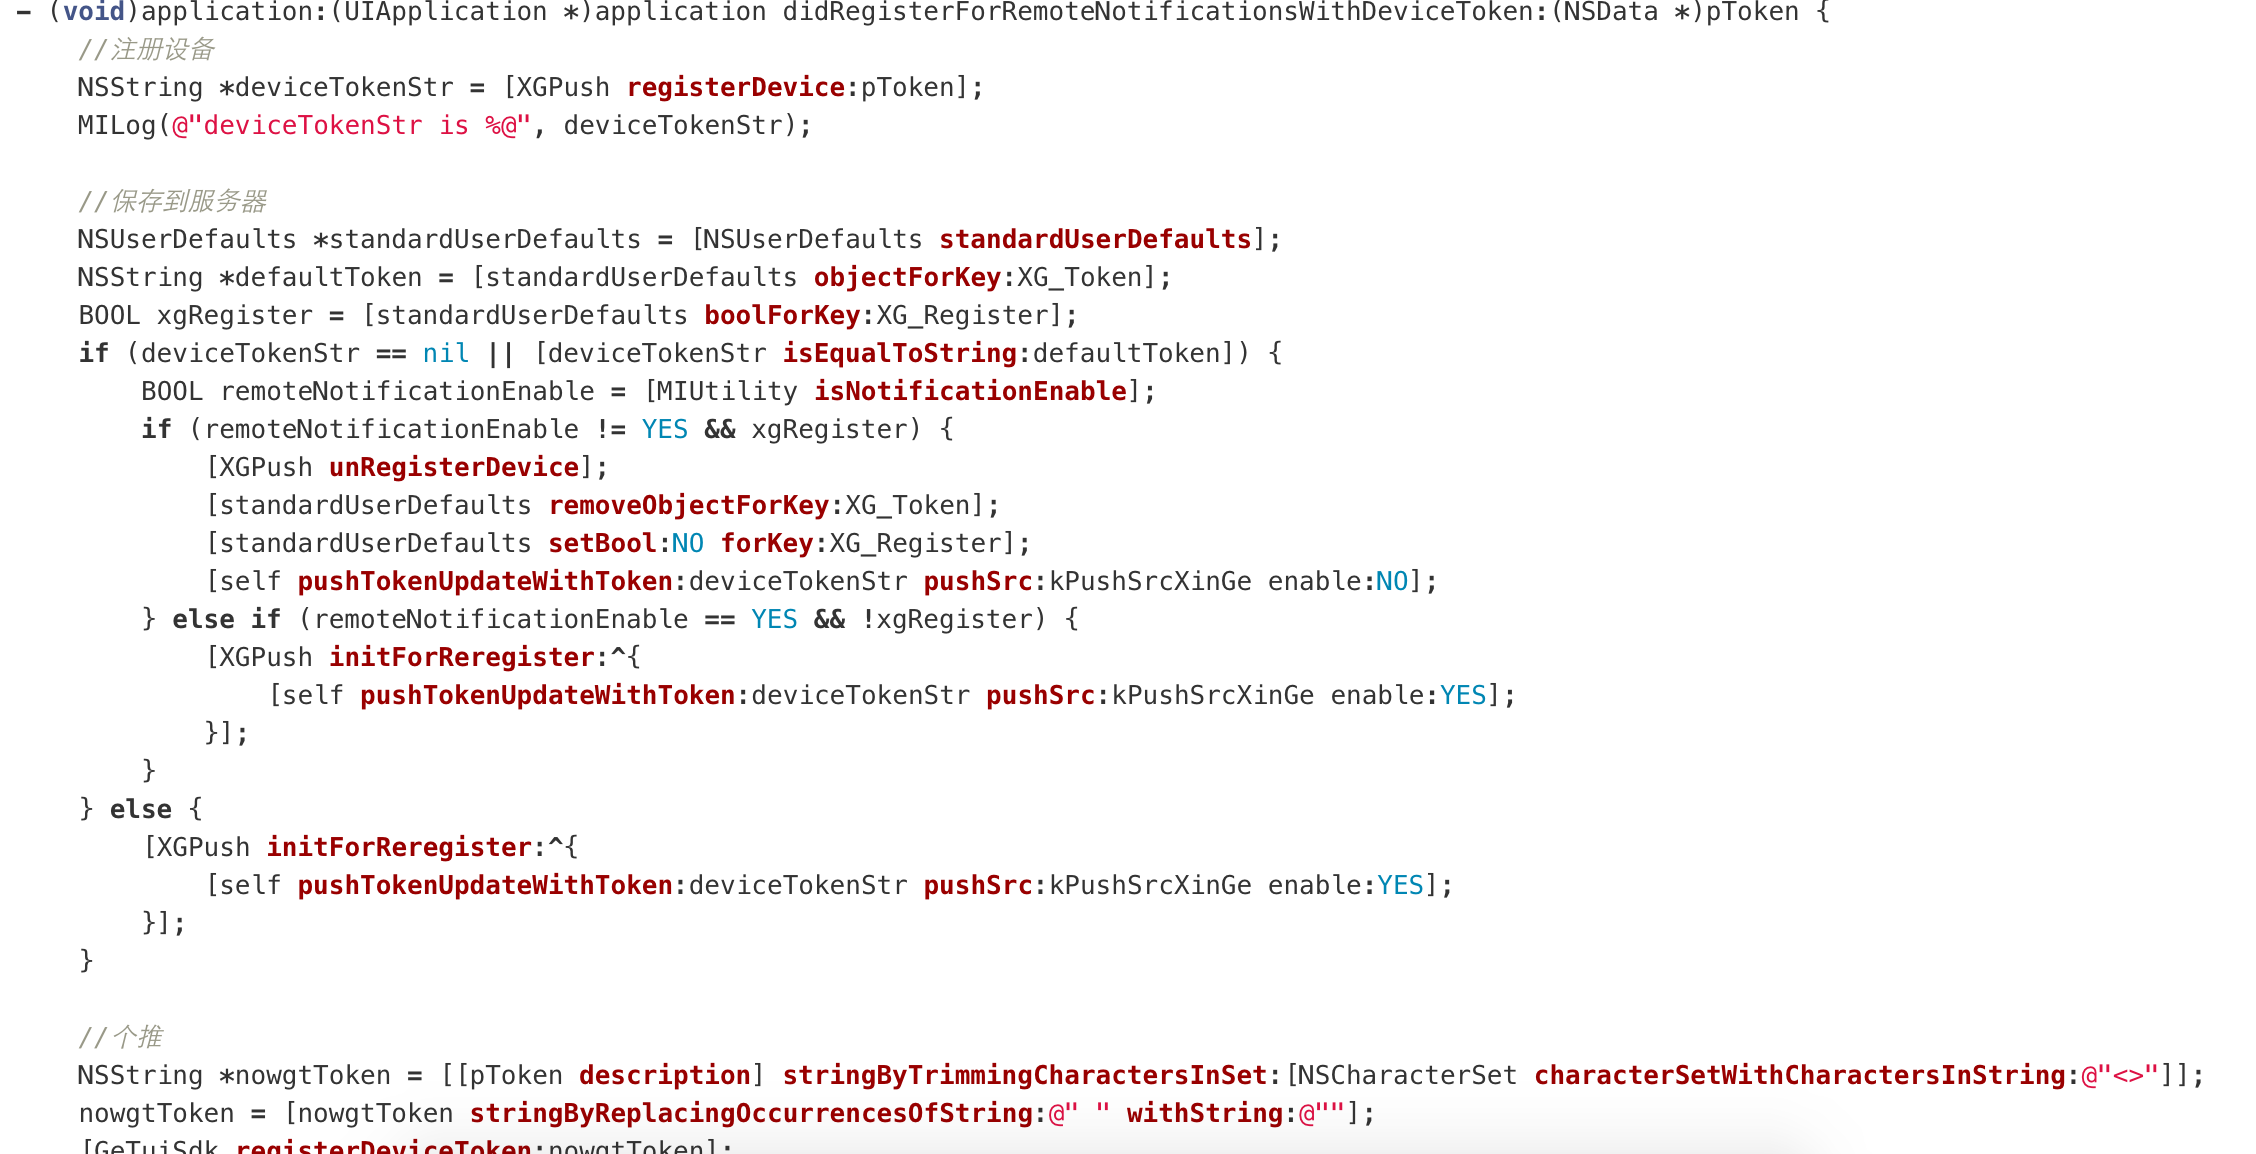 - (void)application:(UIApplication *)application didRegisterForRemoteNotificationsWithDeviceToken:(NSData *)pToken {
    //注册设备
    NSString *deviceTokenStr = [XGPush registerDevice:pToken];
    MILog(@"deviceTokenStr is %@", deviceTokenStr);

    //保存到服务器
    NSUserDefaults *standardUserDefaults = [NSUserDefaults standardUserDefaults];
    NSString *defaultToken = [standardUserDefaults objectForKey:XG_Token];
    BOOL xgRegister = [standardUserDefaults boolForKey:XG_Register];
    if (deviceTokenStr == nil || [deviceTokenStr isEqualToString:defaultToken]) {
        BOOL remoteNotificationEnable = [MIUtility isNotificationEnable];
        if (remoteNotificationEnable != YES && xgRegister) {
            [XGPush unRegisterDevice];
            [standardUserDefaults removeObjectForKey:XG_Token];
            [standardUserDefaults setBool:NO forKey:XG_Register];
            [self pushTokenUpdateWithToken:deviceTokenStr pushSrc:kPushSrcXinGe enable:NO];
        } else if (remoteNotificationEnable == YES && !xgRegister) {
            [XGPush initForReregister:^{
                [self pushTokenUpdateWithToken:deviceTokenStr pushSrc:kPushSrcXinGe enable:YES];
            }];
        }
    } else {
        [XGPush initForReregister:^{
            [self pushTokenUpdateWithToken:deviceTokenStr pushSrc:kPushSrcXinGe enable:YES];
        }];
    }

    //个推
    NSString *nowgtToken = [[pToken description] stringByTrimmingCharactersInSet:[NSCharacterSet characterSetWithCharactersInString:@"<>"]];
    nowgtToken = [nowgtToken stringByReplacingOccurrencesOfString:@" " withString:@""];
    [GeTuiSdk registerDeviceToken:nowgtToken];